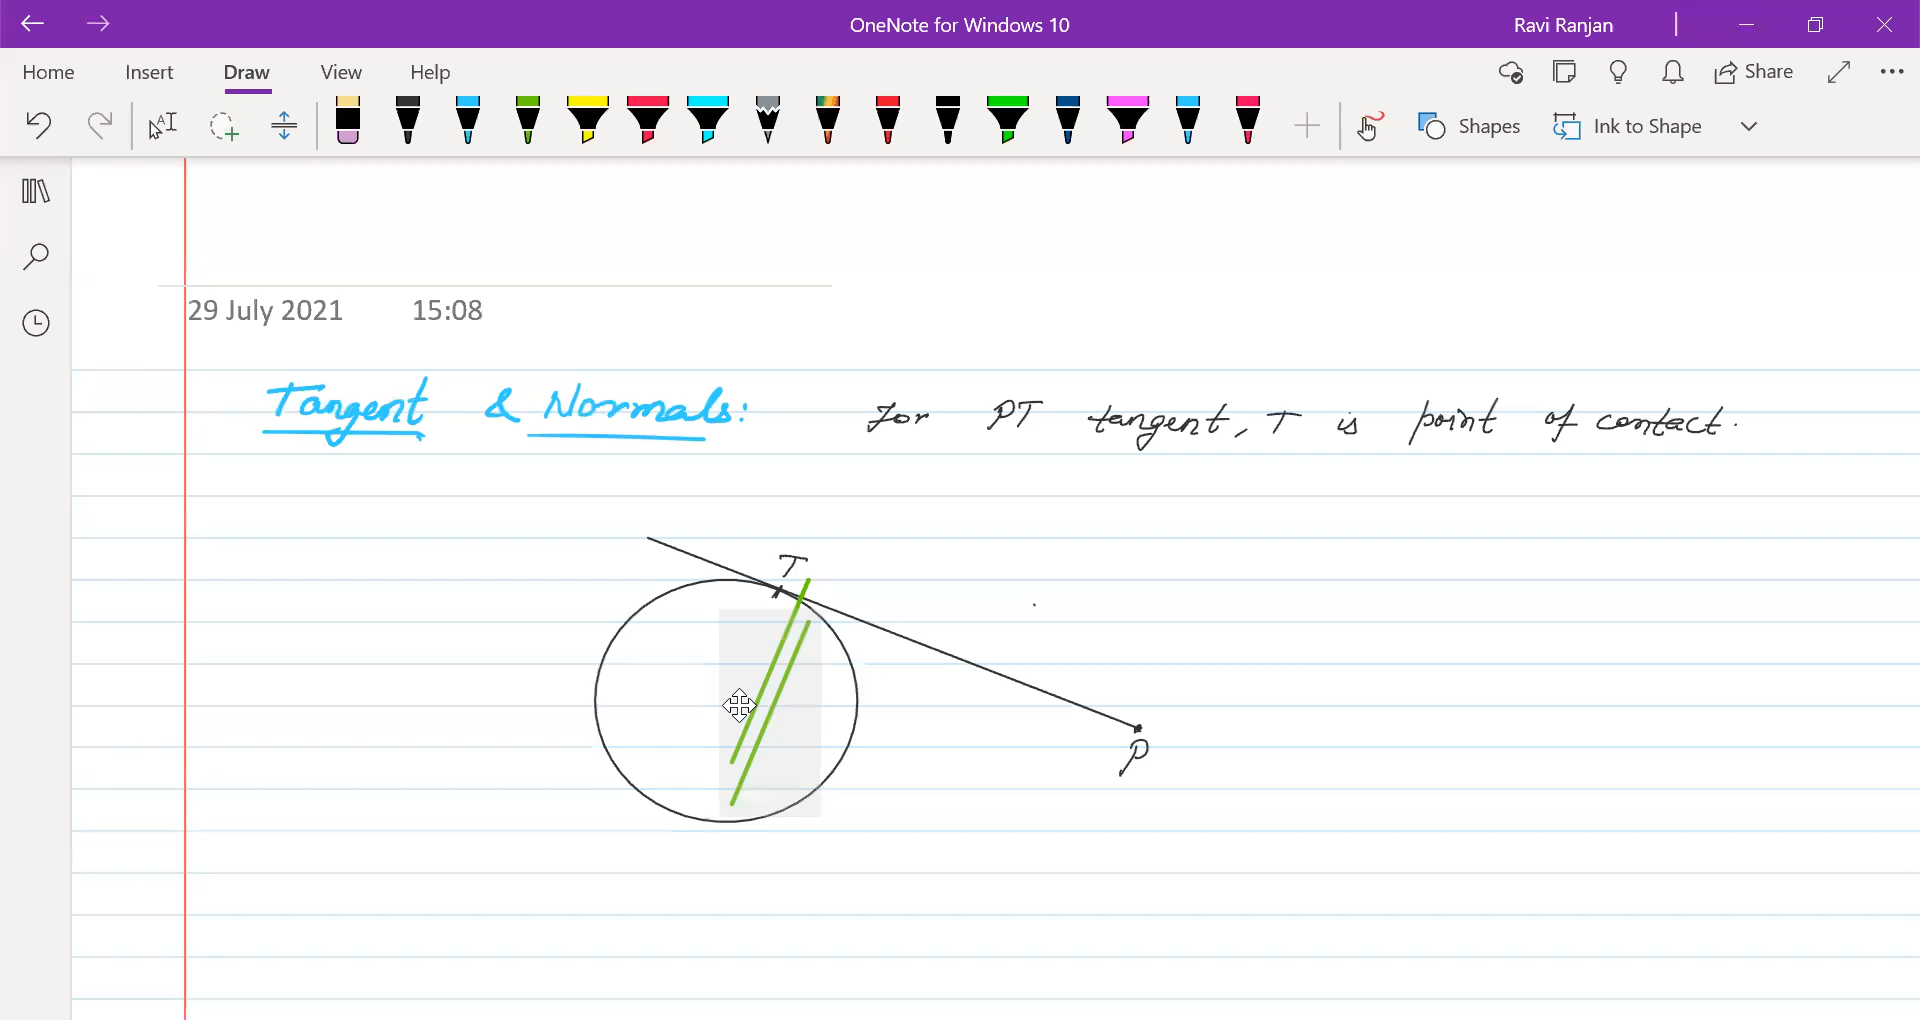 OneNote for Windows 10
Ravi Ranjan
Home Insert Draw View Help
Share
Shapes Ink to Shape
29 July 2021 15:08
Tangent & Normals: For PT tangent, T is point of contact.
T
P